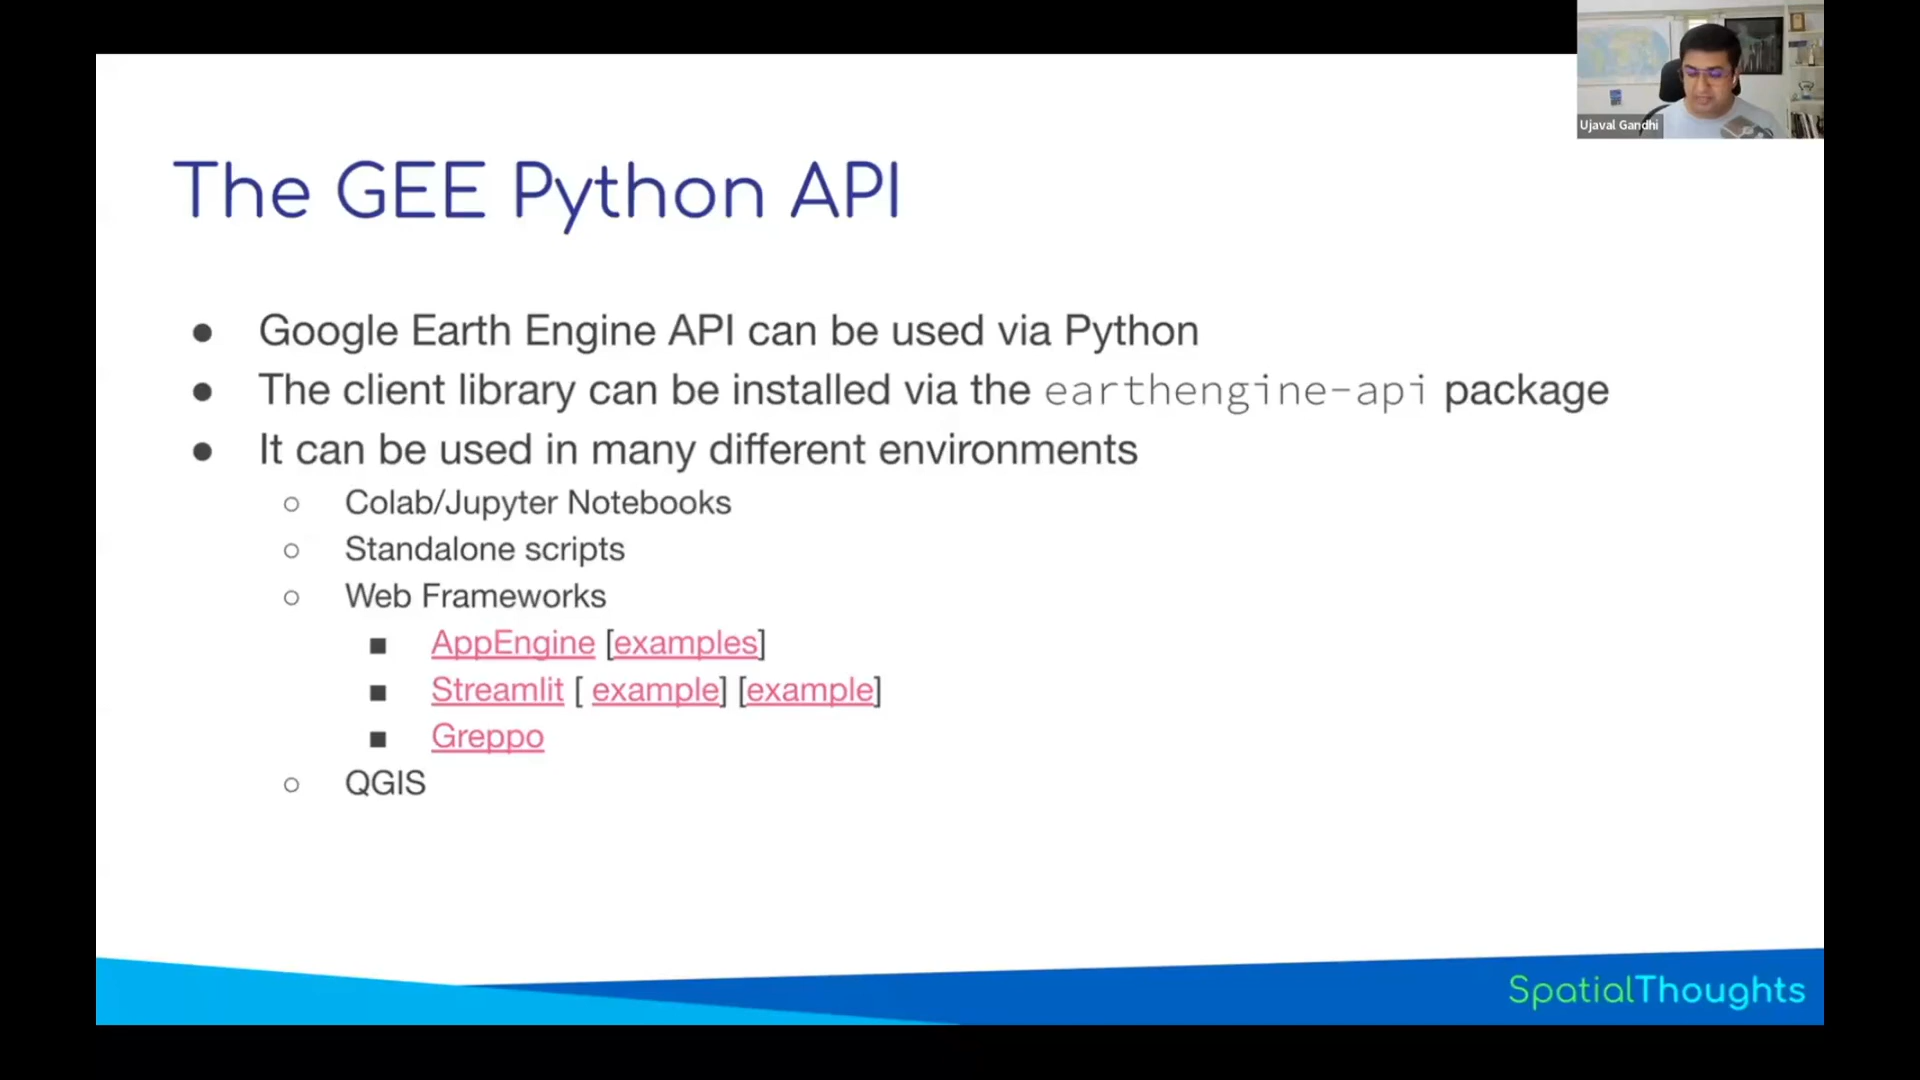 Ujaval Gandhi
The GEE Python API
● Google Earth Engine API can be used via Python
● The client library can be installed via the earthengine-api package
● It can be used in many different environments
○ Colab/Jupyter Notebooks
○ Standalone scripts
○ Web Frameworks
■ AppEngine [examples]
■ Streamlit [ example] [example]
■ Greppo
○ QGIS
SpatialThoughts